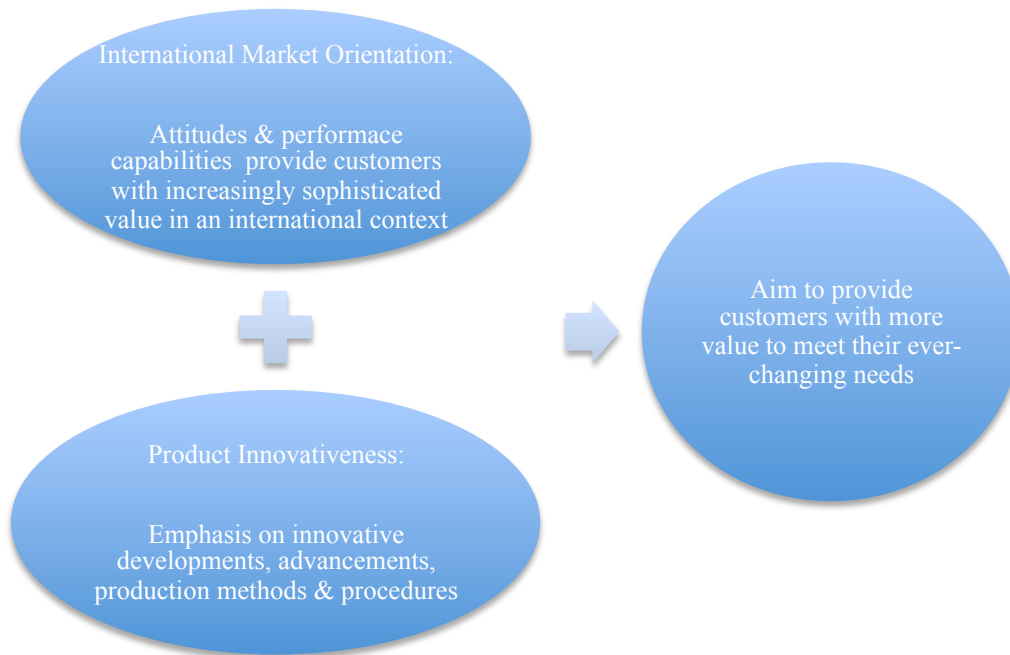 International Market Orientation:
Attitudes & performace
capabilities  provide customers
with increasingly sophisticated
value in an international context
Aim to provide
customers with more
value to meet their ever-
changing needs
Product Innovativeness:
Emphasis on innovative
developments, advancements,
production methods & procedures